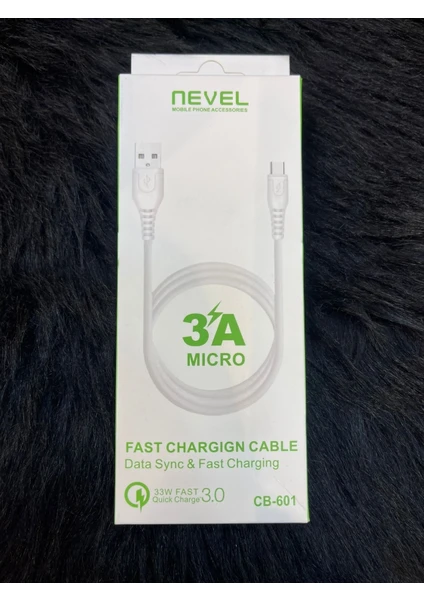 NEVEL
MOBILE PHONE ACCESSORIES
3A
MICRO
FAST CHARGIGN CABLE
Data Sync & Fast Charging
33W FAST
Quick Charge 3.0
CB-601